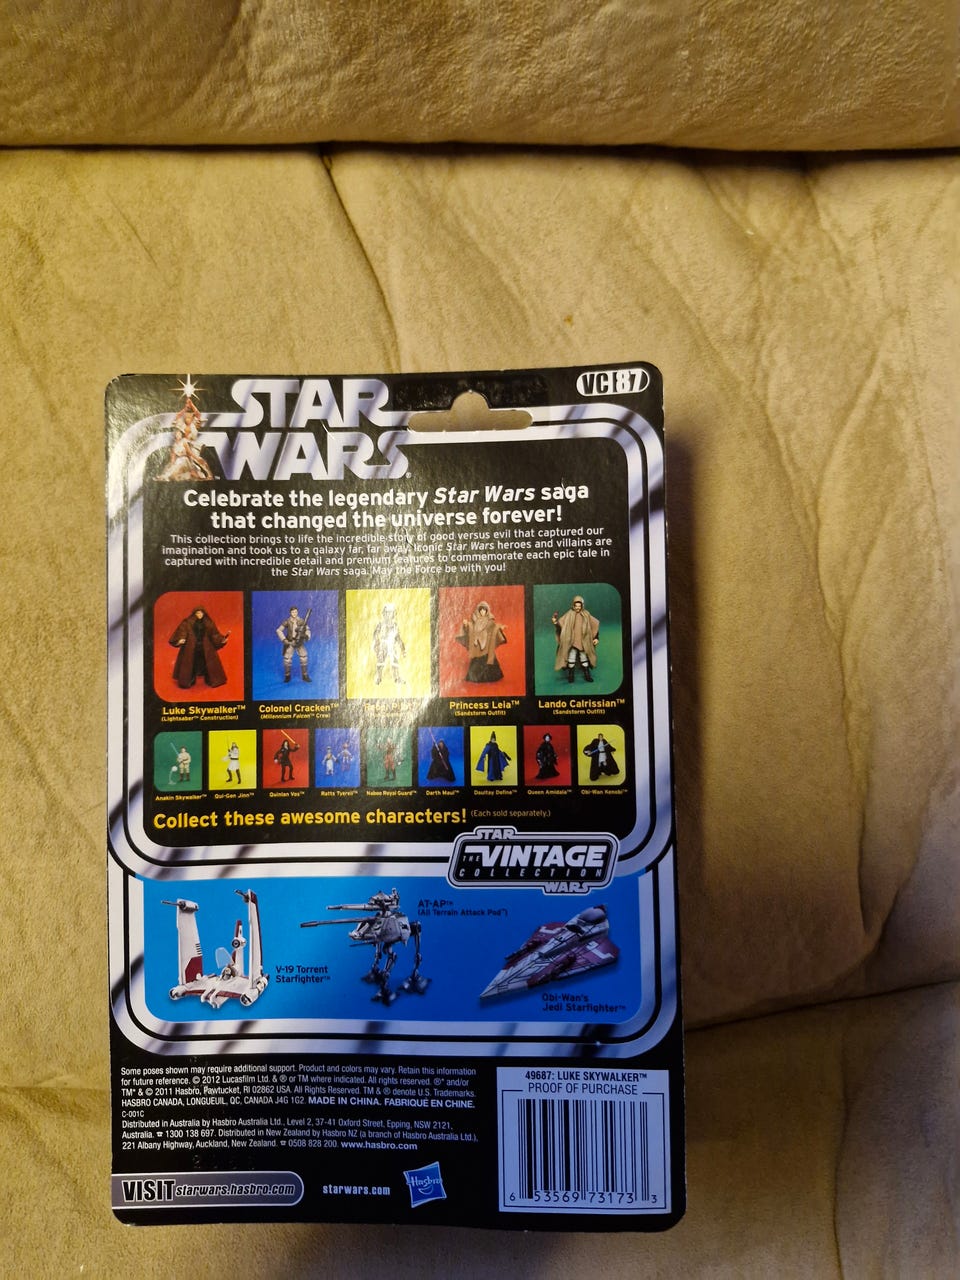 STAR
WARS
VC187
Celebrate the legendary Star Wars saga
that changed the universe forever!
This collection brings to life the incredible story of good versus evil that captured our
imagination and took us to a galaxy far, far away. Iconic Star Wars heroes and villains are
captured with incredible detail and premium features to commemorate each epic tale in
the Star Wars saga. May the Force be with you!
Luke Skywalker™
(Lightsaber™ Construction)
Colonel Cracken™
(Millennium Falcon™ Crew)
Rebel Pilot™
Princess Leia™
(Sandstorm Outfit)
Lando Calrissian™
(Sandstorm Outfit)
Anakin Skywalker™
Qui-Gon Jinn™
Quinlan Vos™
Ratts Tyerell™
Naboo Royal Guard™
Darth Maul™
Daultay Dofine™
Queen Amidala™
Obi-Wan Kenobi™
Collect these awesome characters! (Each sold separately.)
STAR
THE VINTAGE
COLLECTION
WARS
AT-AP™
(All Terrain Attack Pod™)
V-19 Torrent
Starfighter™
Obi-Wan's
Jedi Starfighter™
Some poses shown may require additional support. Product and colors may vary. Retain this information
for future reference. © 2012 Lucasfilm Ltd. & ® or TM where indicated. All rights reserved. ®* and/or
TM* & © 2011 Hasbro, Pawtucket, RI 02862 USA. All Rights Reserved. TM & ® denote U.S. Trademarks.
HASBRO CANADA, LONGUEUIL, QC, CANADA J4G 1G2. MADE IN CHINA. FABRIQUÉ EN CHINE.
C-001C
Distributed in Australia by Hasbro Australia Ltd., Level 2, 37-41 Oxford Street, Epping, NSW 2121,
Australia. ☎ 1300 138 697. Distributed in New Zealand by Hasbro NZ (a branch of Hasbro Australia Ltd.),
221 Albany Highway, Auckland, New Zealand. ☎ 0508 828 200. www.hasbro.com
49687: LUKE SKYWALKER™
PROOF OF PURCHASE
6 53569 73173 3
VISIT starwars.hasbro.com
starwars.com
Hasbro